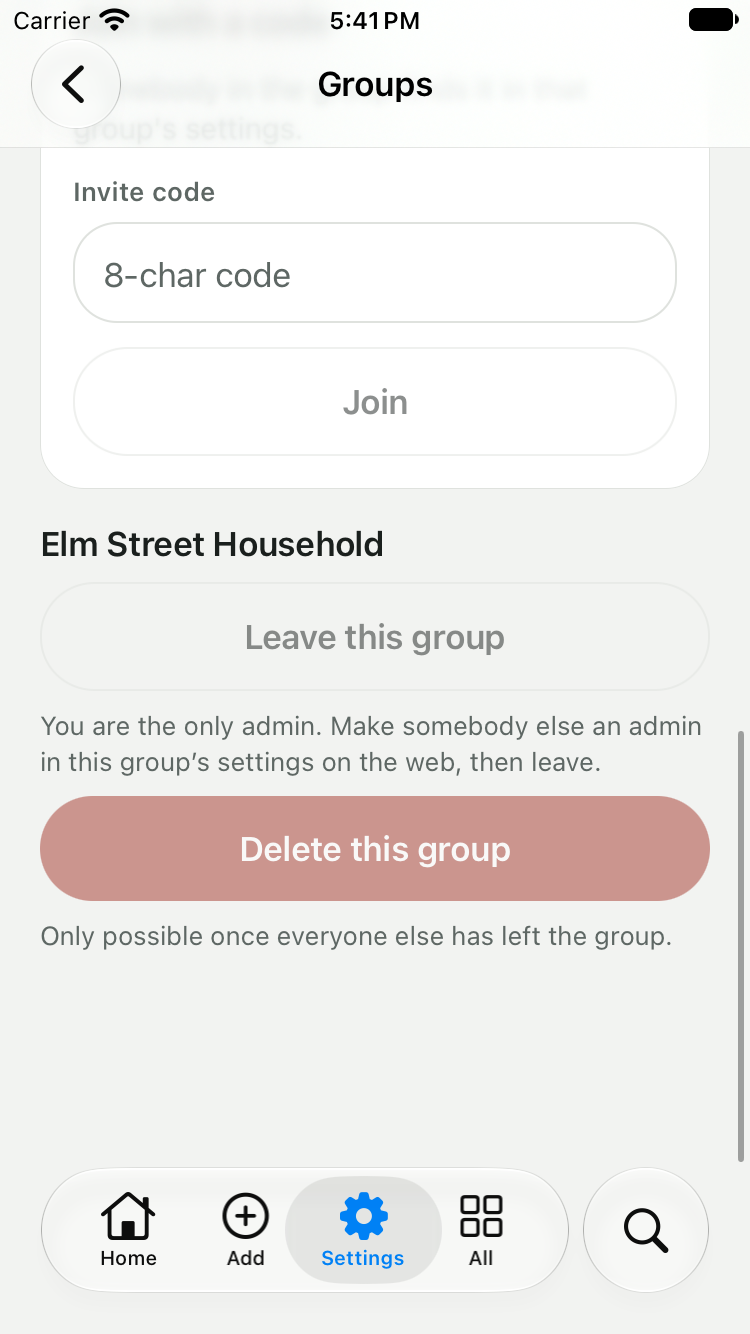 Carrier 5:41 PM
Groups
group's settings.
Invite code
8-char code
Join
Elm Street Household
Leave this group
You are the only admin. Make somebody else an admin
in this group's settings on the web, then leave.
Delete this group
Only possible once everyone else has left the group.
Home
Add
Settings
All